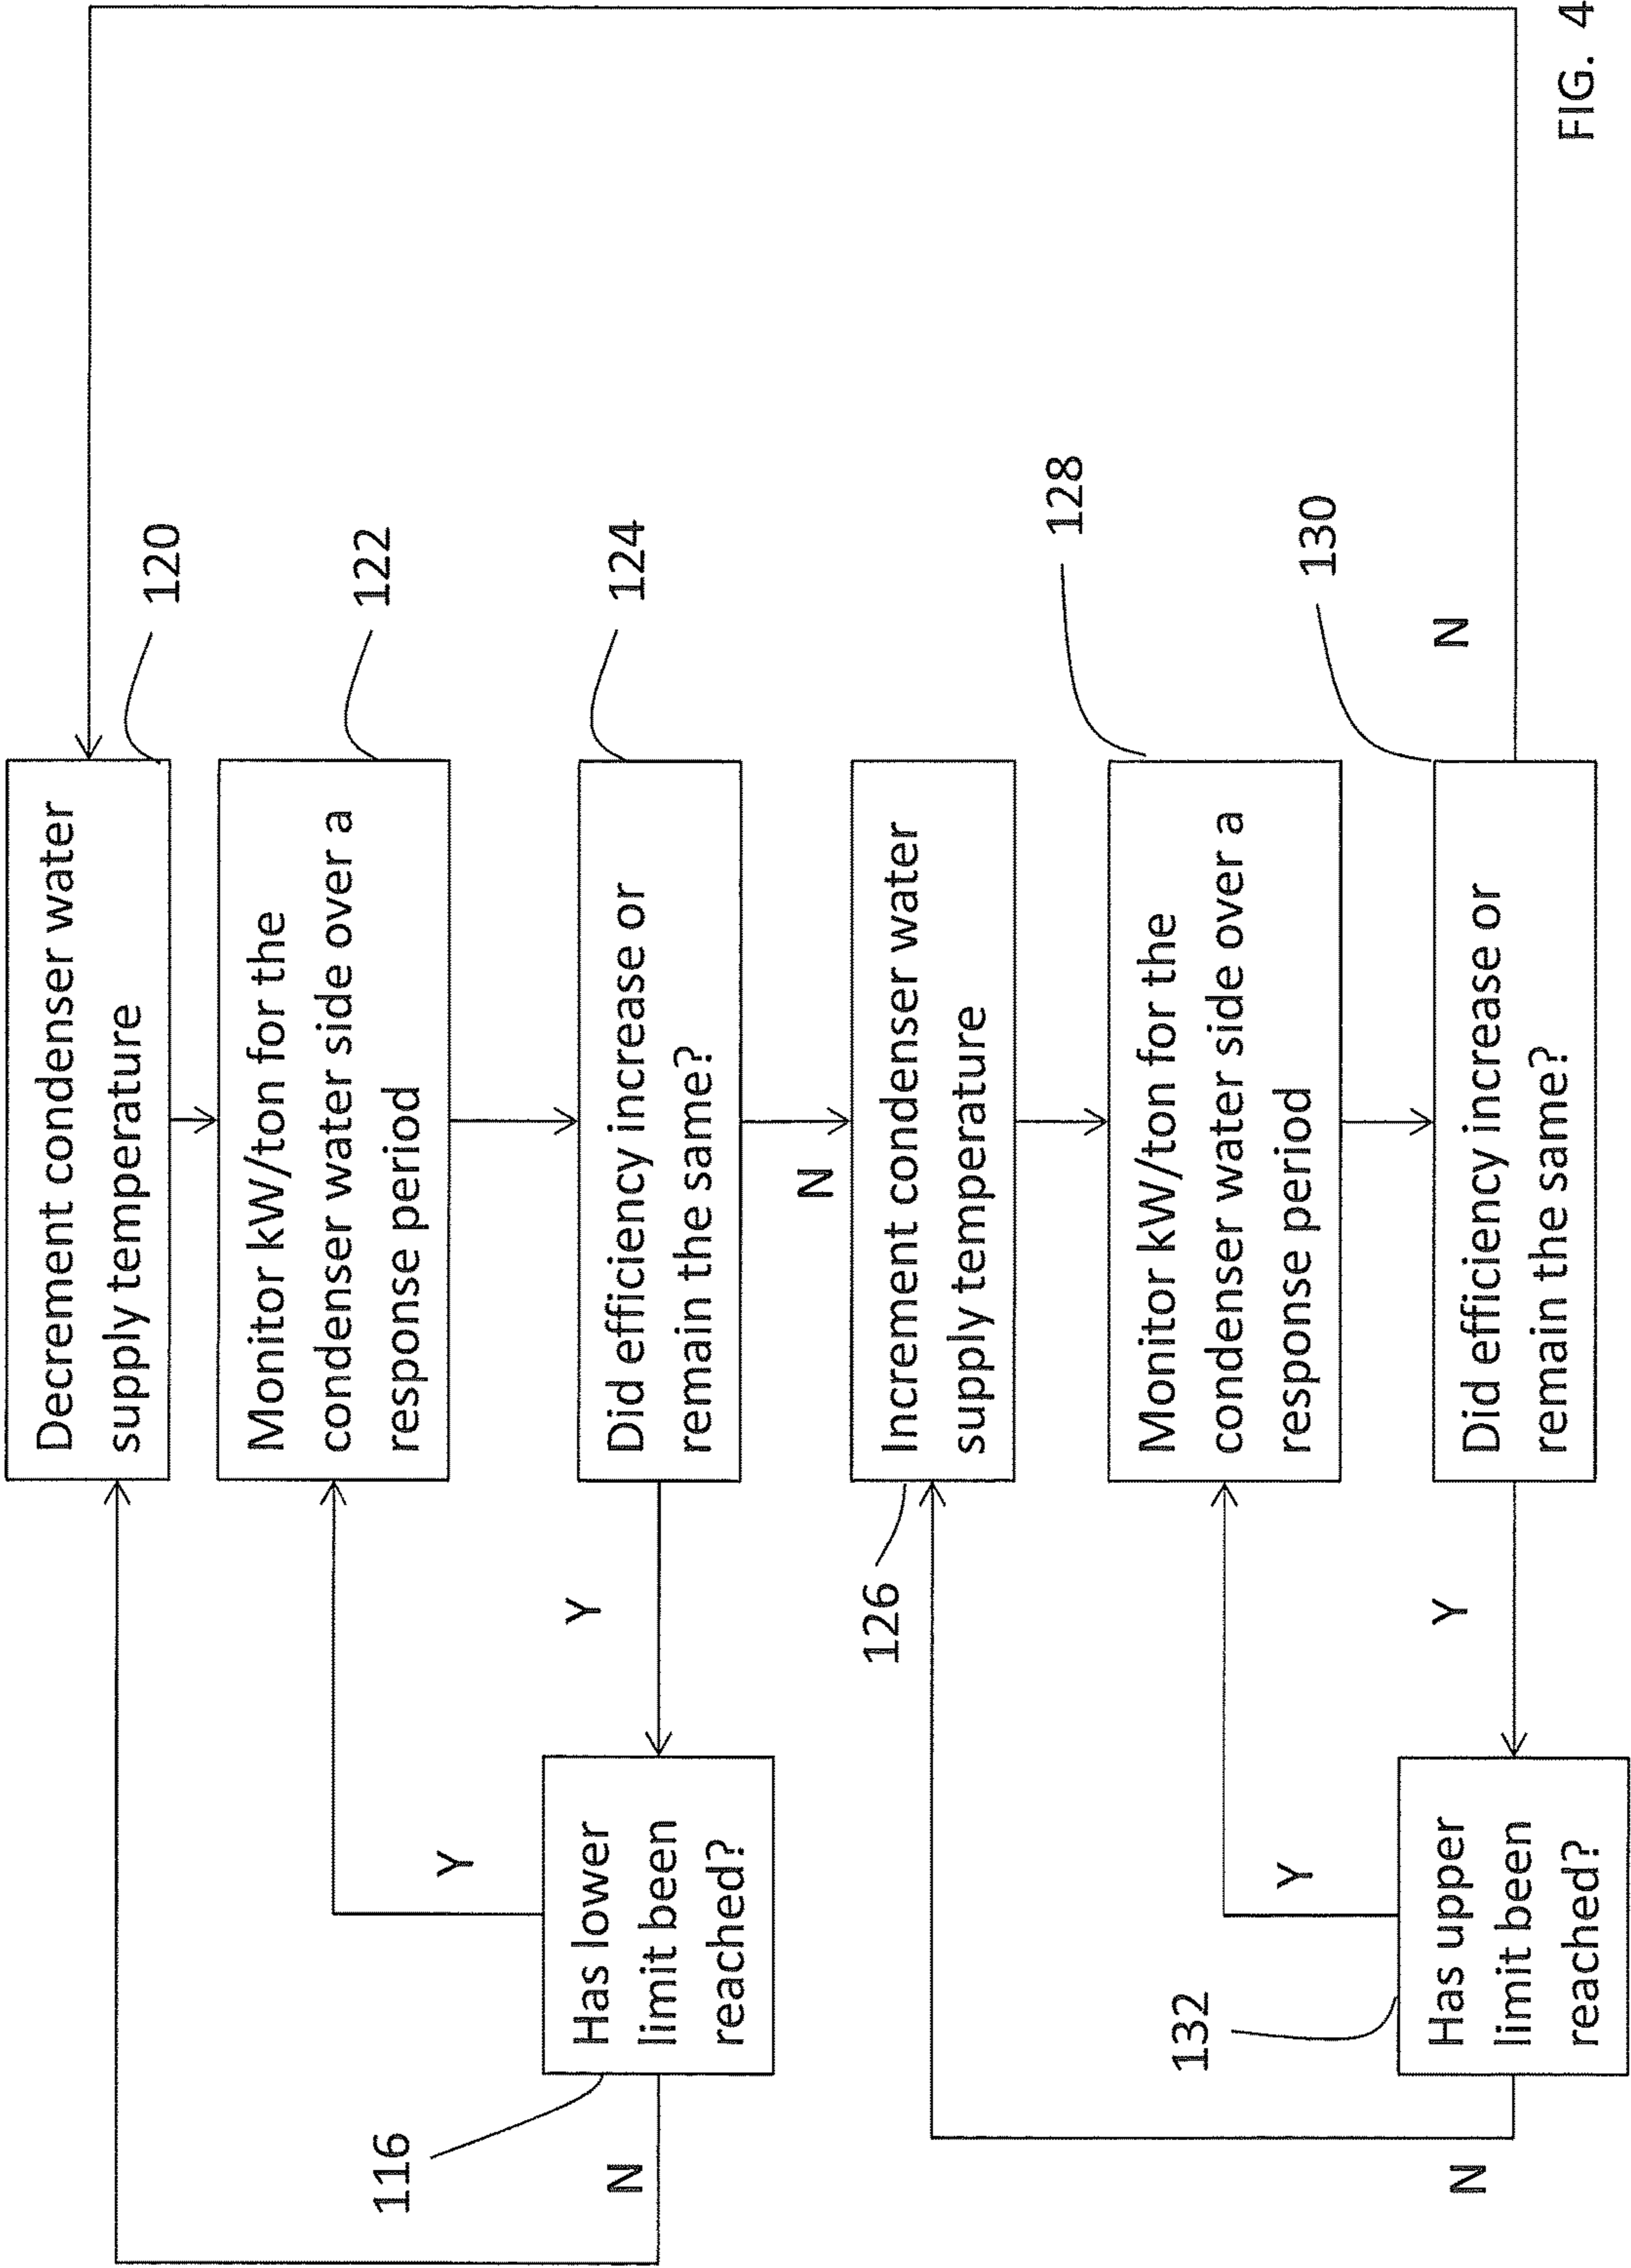 Decrement condenser water
supply temperature
120
Monitor kW/ton for the
condenser water side over a
response period
122
Did efficiency increase or
remain the same?
124
Y
Has lower
limit been
reached?
116
Y
N
N
Increment condenser water
supply temperature
126
Monitor kW/ton for the
condenser water side over a
response period
128
Did efficiency increase or
remain the same?
130
N
Y
Has upper
limit been
reached?
132
Y
N
FIG. 4